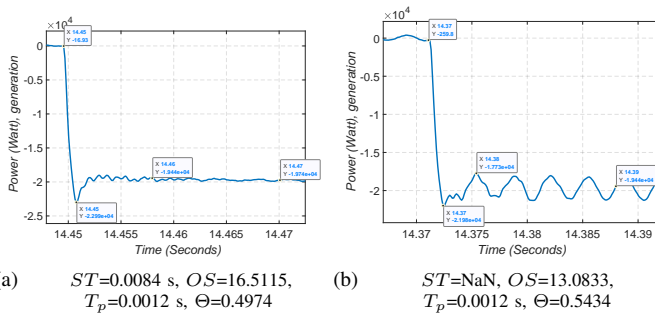 ×10⁴
0
-0.5
-1
-1.5
-2
-2.5
Power (Watt), generation
14.45
14.455
14.46
14.465
14.47
Time (Seconds)
X 14.45
Y -16.93
X 14.45
Y -2.299e+04
X 14.46
Y -1.944e+04
X 14.47
Y -1.974e+04
×10⁴
0
-0.5
-1
-1.5
-2
Power (Watt), generation
14.37
14.375
14.38
14.385
14.39
Time (Seconds)
X 14.37
Y -259.8
X 14.37
Y -2.198e+04
X 14.38
Y -1.773e+04
X 14.39
Y -1.944e+04
a)
ST=0.0084 s, OS=16.5115,
Tp=0.0012 s, Θ=0.4974
(b)
ST=NaN, OS=13.0833,
Tp=0.0012 s, Θ=0.5434